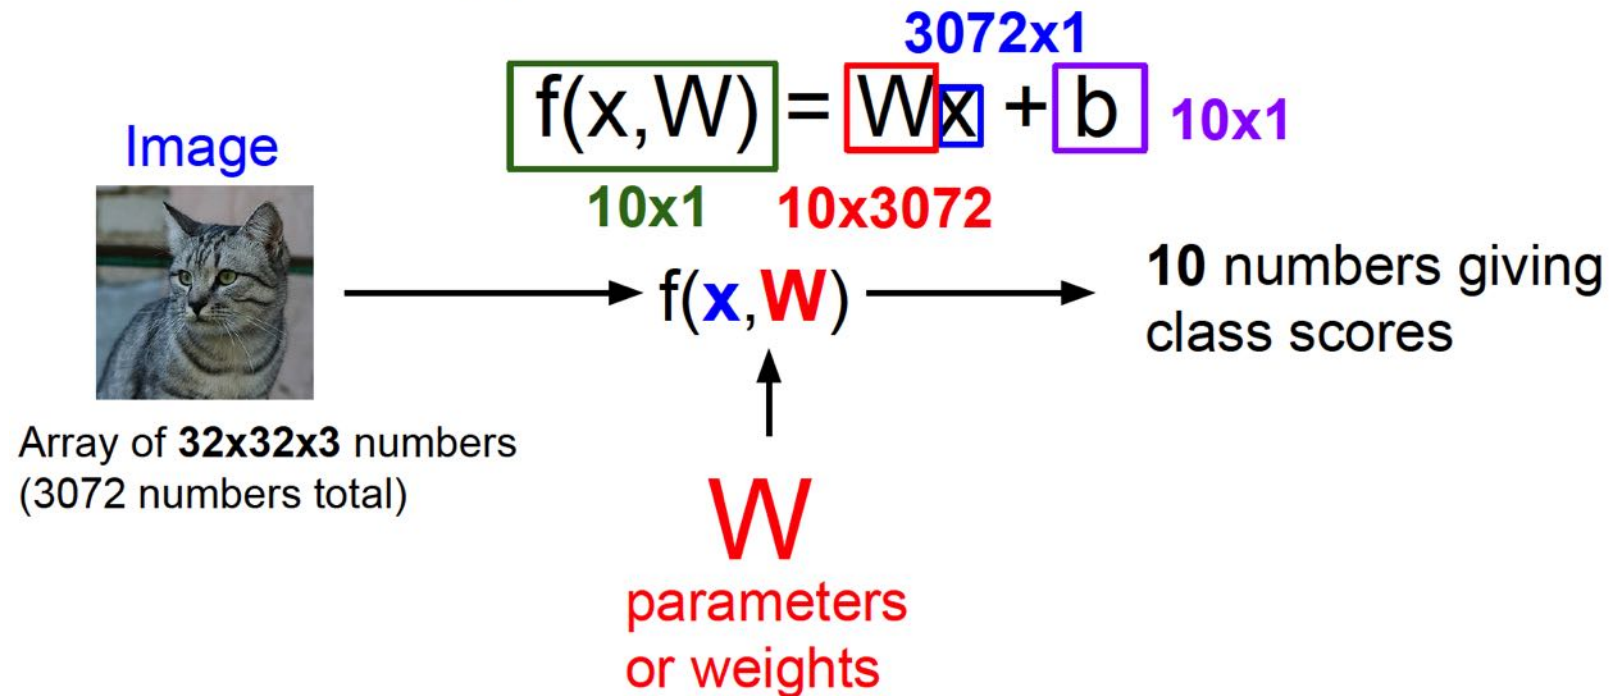 3072x1
f(x,W) = Wx + b 10x1
10x1 10x3072
Image
f(x,W)
10 numbers giving
class scores
Array of 32x32x3 numbers
(3072 numbers total)
W
parameters
or weights